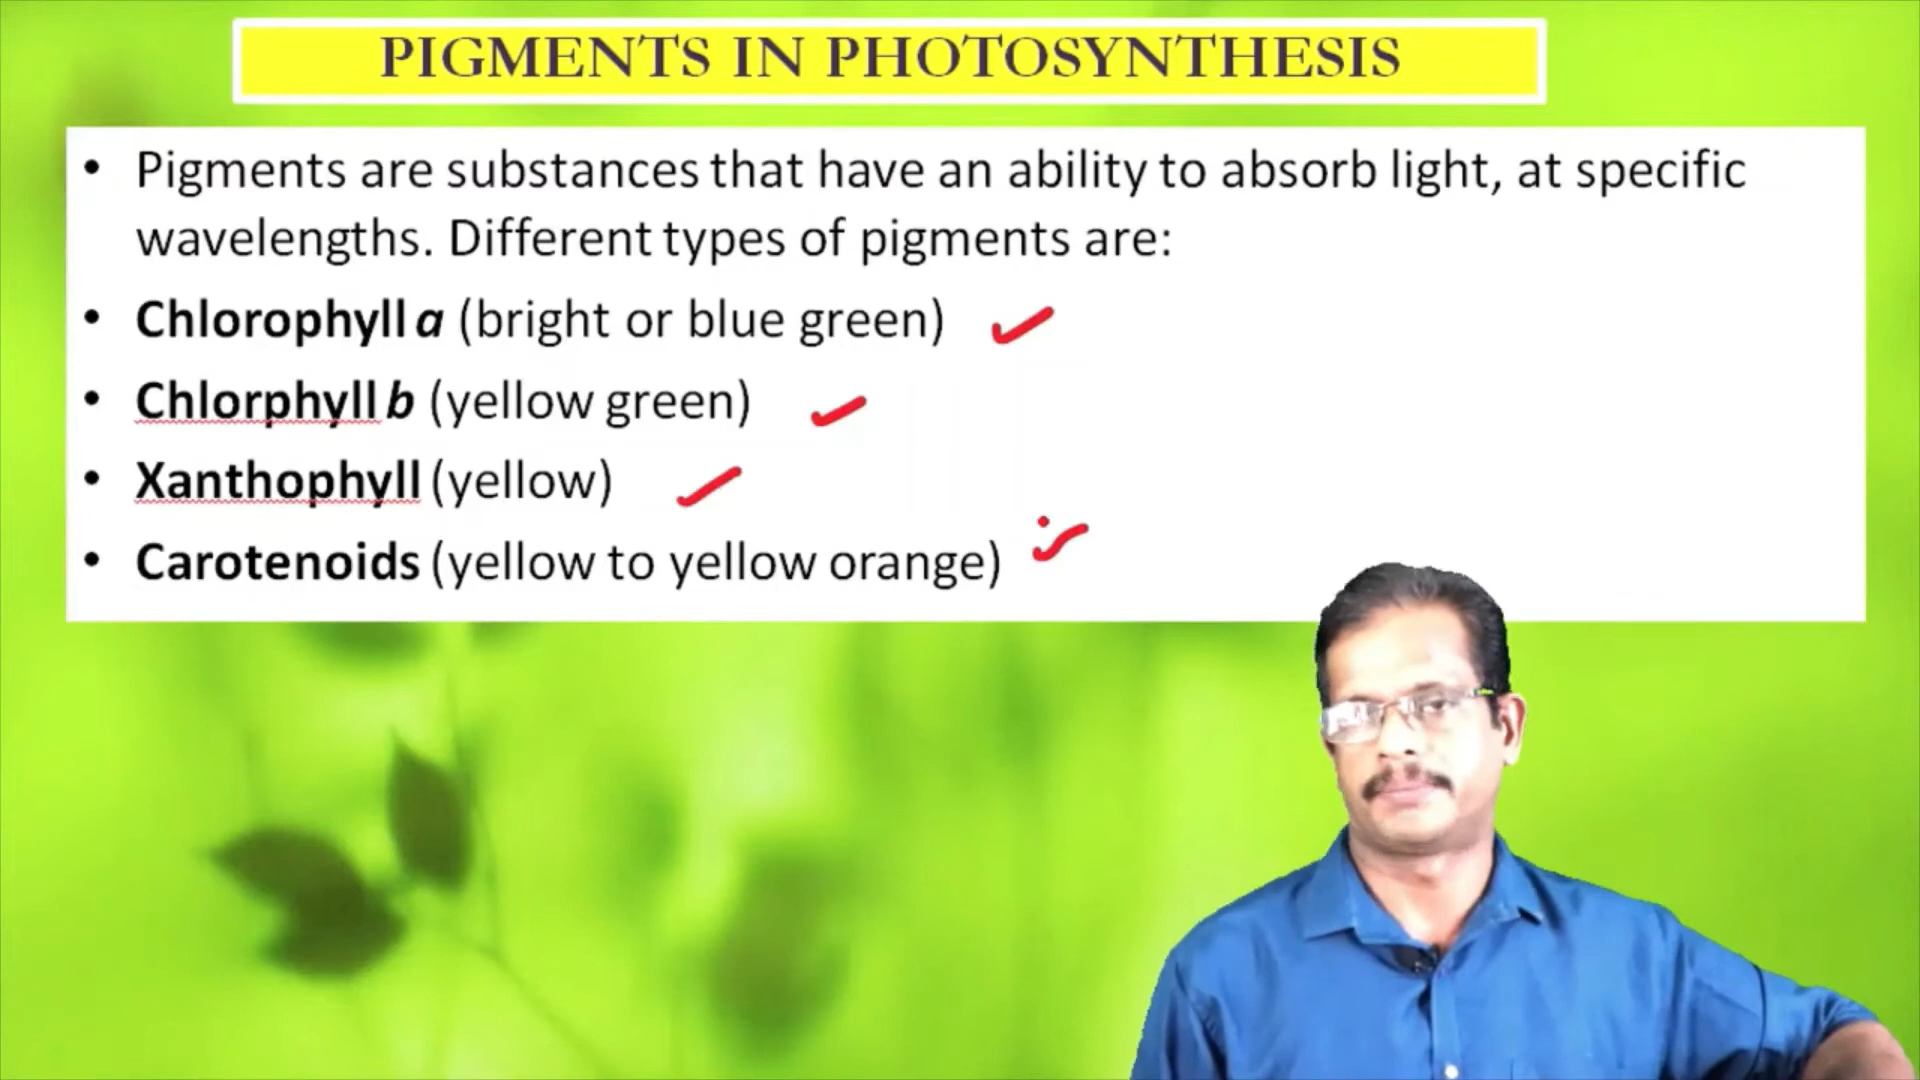 PIGMENTS IN PHOTOSYNTHESIS
• Pigments are substances that have an ability to absorb light, at specific
wavelengths. Different types of pigments are:
• Chlorophyll a (bright or blue green)
• Chlorphyll b (yellow green)
• Xanthophyll (yellow)
• Carotenoids (yellow to yellow orange)